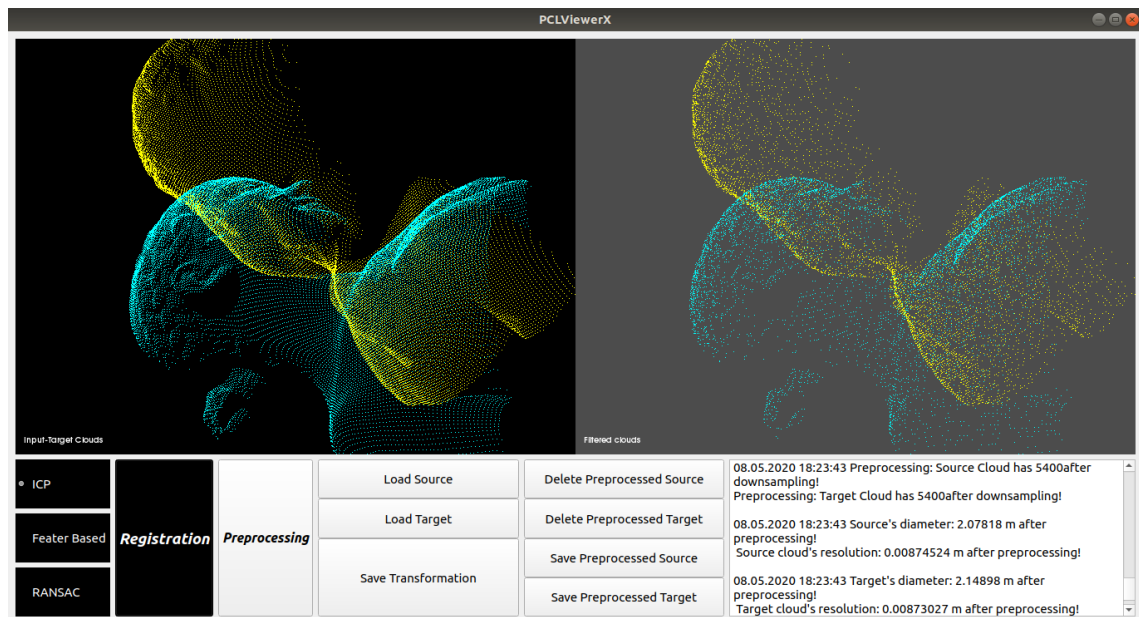 PCLViewerX
Input-Target Clouds
Filtered clouds
ICP
Feater Based
RANSAC
Registration
Preprocessing
Load Source
Load Target
Save Transformation
Delete Preprocessed Source
Delete Preprocessed Target
Save Preprocessed Source
Save Preprocessed Target
08.05.2020 18:23:43 Preprocessing: Source Cloud has 5400after
downsampling!
Preprocessing: Target Cloud has 5400after downsampling!
08.05.2020 18:23:43 Source's diameter: 2.07818 m after
preprocessing!
Source cloud's resolution: 0.00874524 m after preprocessing!
08.05.2020 18:23:43 Target's diameter: 2.14898 m after
preprocessing!
Target cloud's resolution: 0.00873027 m after preprocessing!